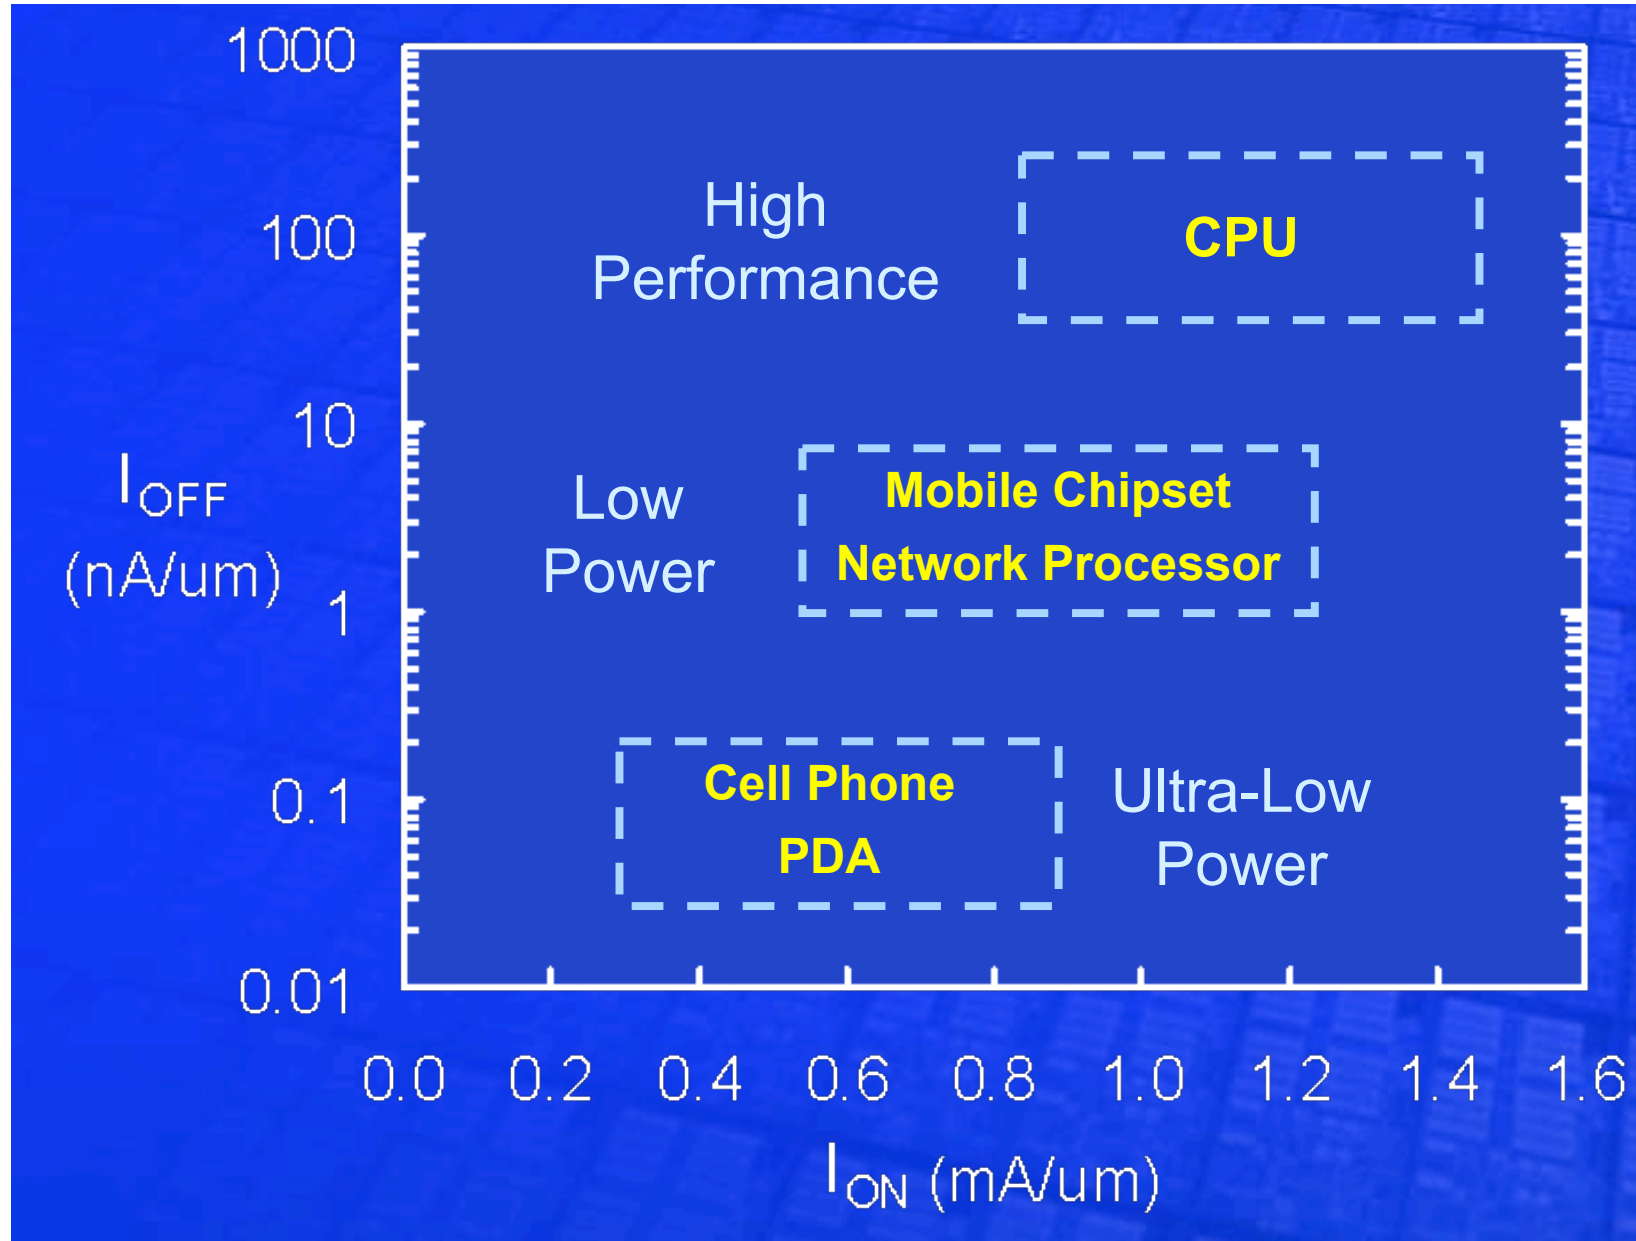 1000
100
10
1
0.1
0.01
I_OFF
(nA/um)
High
Performance
CPU
Low
Power
Mobile Chipset
Network Processor
Cell Phone
PDA
Ultra-Low
Power
0.0 0.2 0.4 0.6 0.8 1.0 1.2 1.4 1.6
I_ON (mA/um)